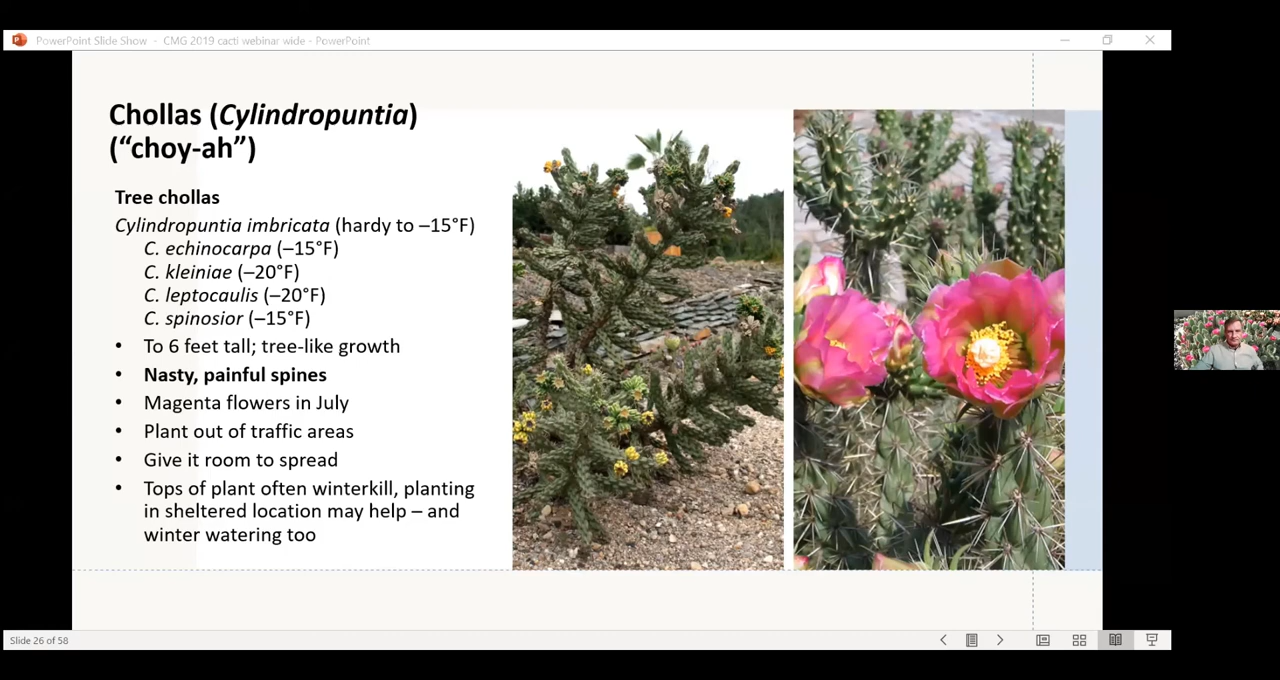 PowerPoint Slide Show - CMG 2019 cacti webinar wide - PowerPoint
Chollas (Cylindropuntia)
(“choy-ah”)
Tree chollas
Cylindropuntia imbricata (hardy to –15°F)
C. echinocarpa (–15°F)
C. kleiniae (–20°F)
C. leptocaulis (–20°F)
C. spinosior (–15°F)
• To 6 feet tall; tree-like growth
• Nasty, painful spines
• Magenta flowers in July
• Plant out of traffic areas
• Give it room to spread
• Tops of plant often winterkill, planting
in sheltered location may help – and
winter watering too
Slide 26 of 58